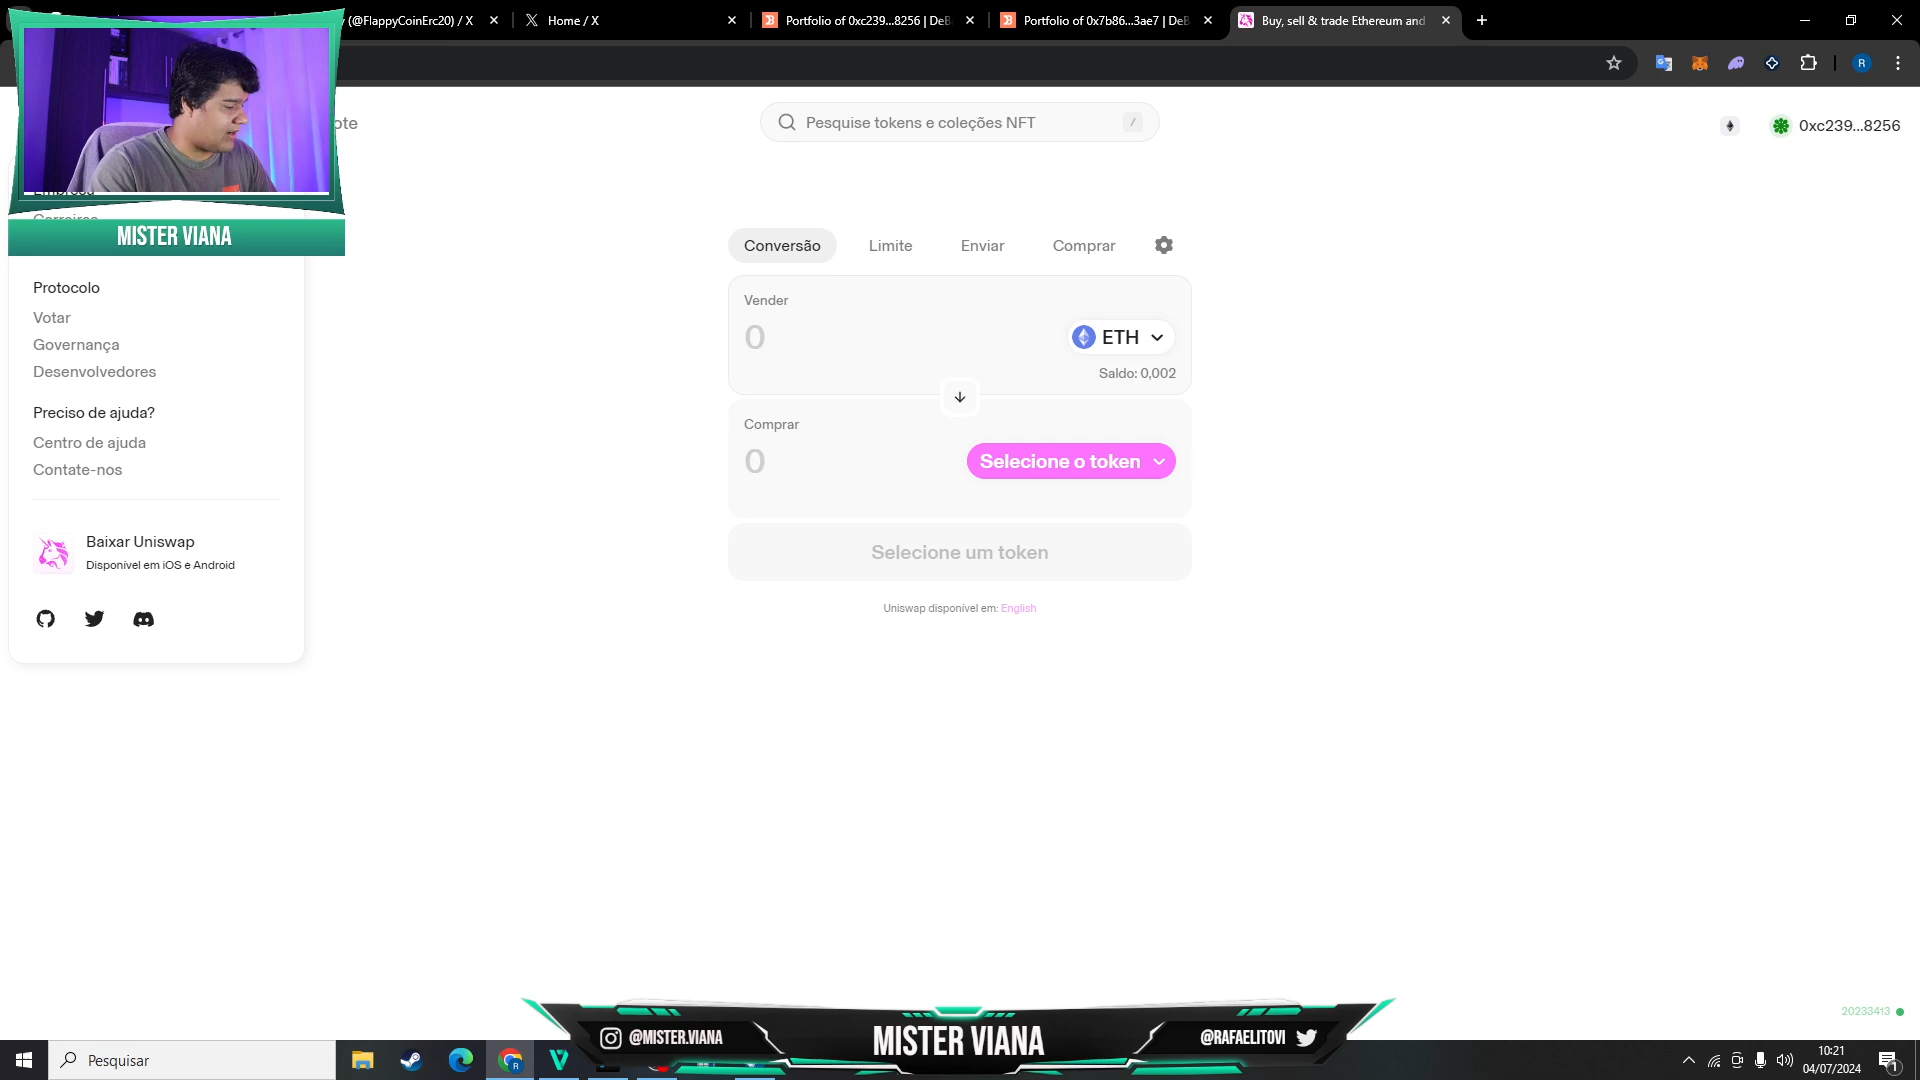 (@FlappyCoinErc20) / X
Home / X
Portfolio of 0xc239...8256 | DeB
Portfolio of 0x7b86...3ae7 | DeB
Buy, sell & trade Ethereum and
R
ote
Pesquise tokens e coleções NFT
/
0xc239...8256
MISTER VIANA
Protocolo
Votar
Governança
Desenvolvedores
Preciso de ajuda?
Centro de ajuda
Contate-nos
Baixar Uniswap
Disponível em iOS e Android
Conversão
Limite
Enviar
Comprar
Vender
0
ETH
Saldo: 0,002
Comprar
0
Selecione o token
Selecione um token
Uniswap disponível em: English
20233413
@MISTER.VIANA
MISTER VIANA
@RAFAELITOVI
Pesquisar
10:21
04/07/2024
1